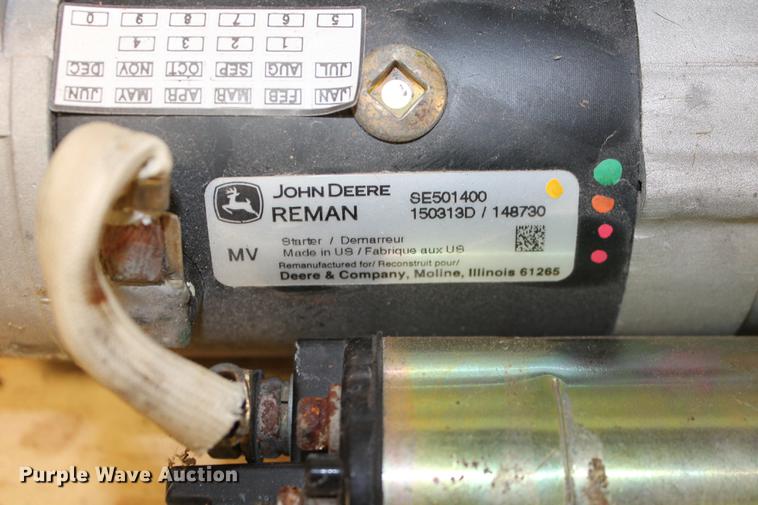 0 9 8 7 6 5
4 3 2 1
DEC NOV OCT SEP AUG JUL
JUN MAY APR MAR FEB JAN
JOHN DEERE
REMAN
SE501400
150313D / 148730
MV
Starter / Demarreur
Made in US / Fabrique aux US
Remanufactured for/ Reconstruit pour/
Deere & Company, Moline, Illinois 61265
Purple Wave Auction